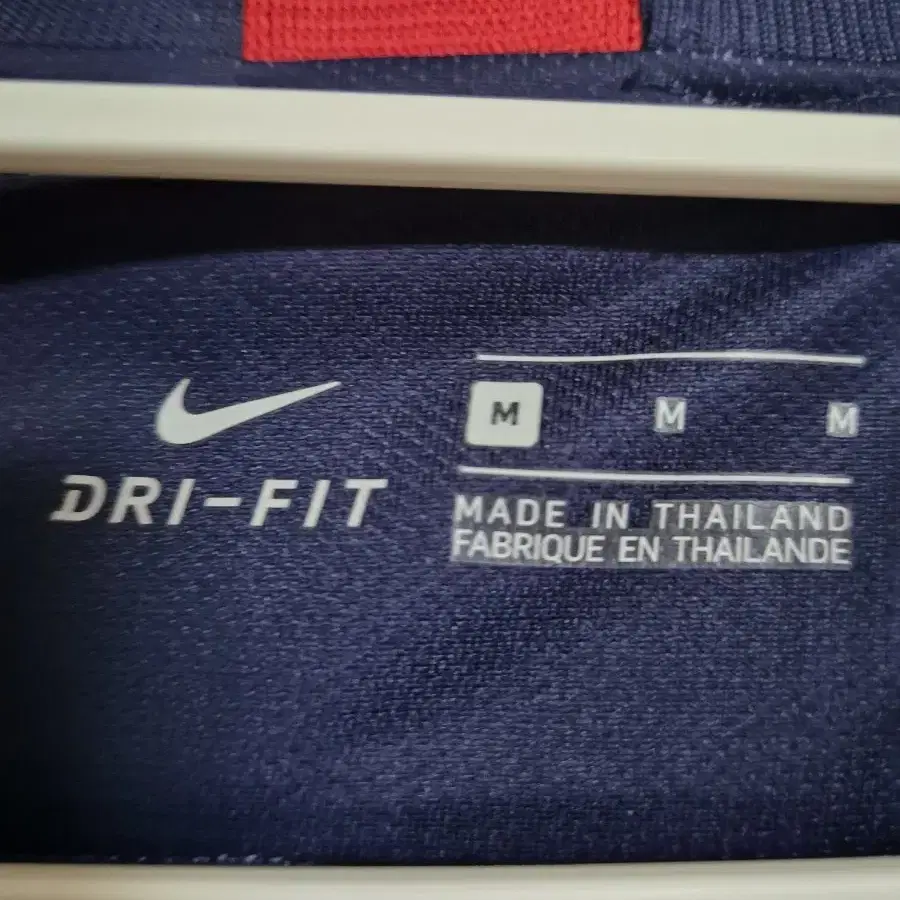 M M M
DRI-FIT
MADE IN THAILAND
FABRIQUE EN THAILANDE